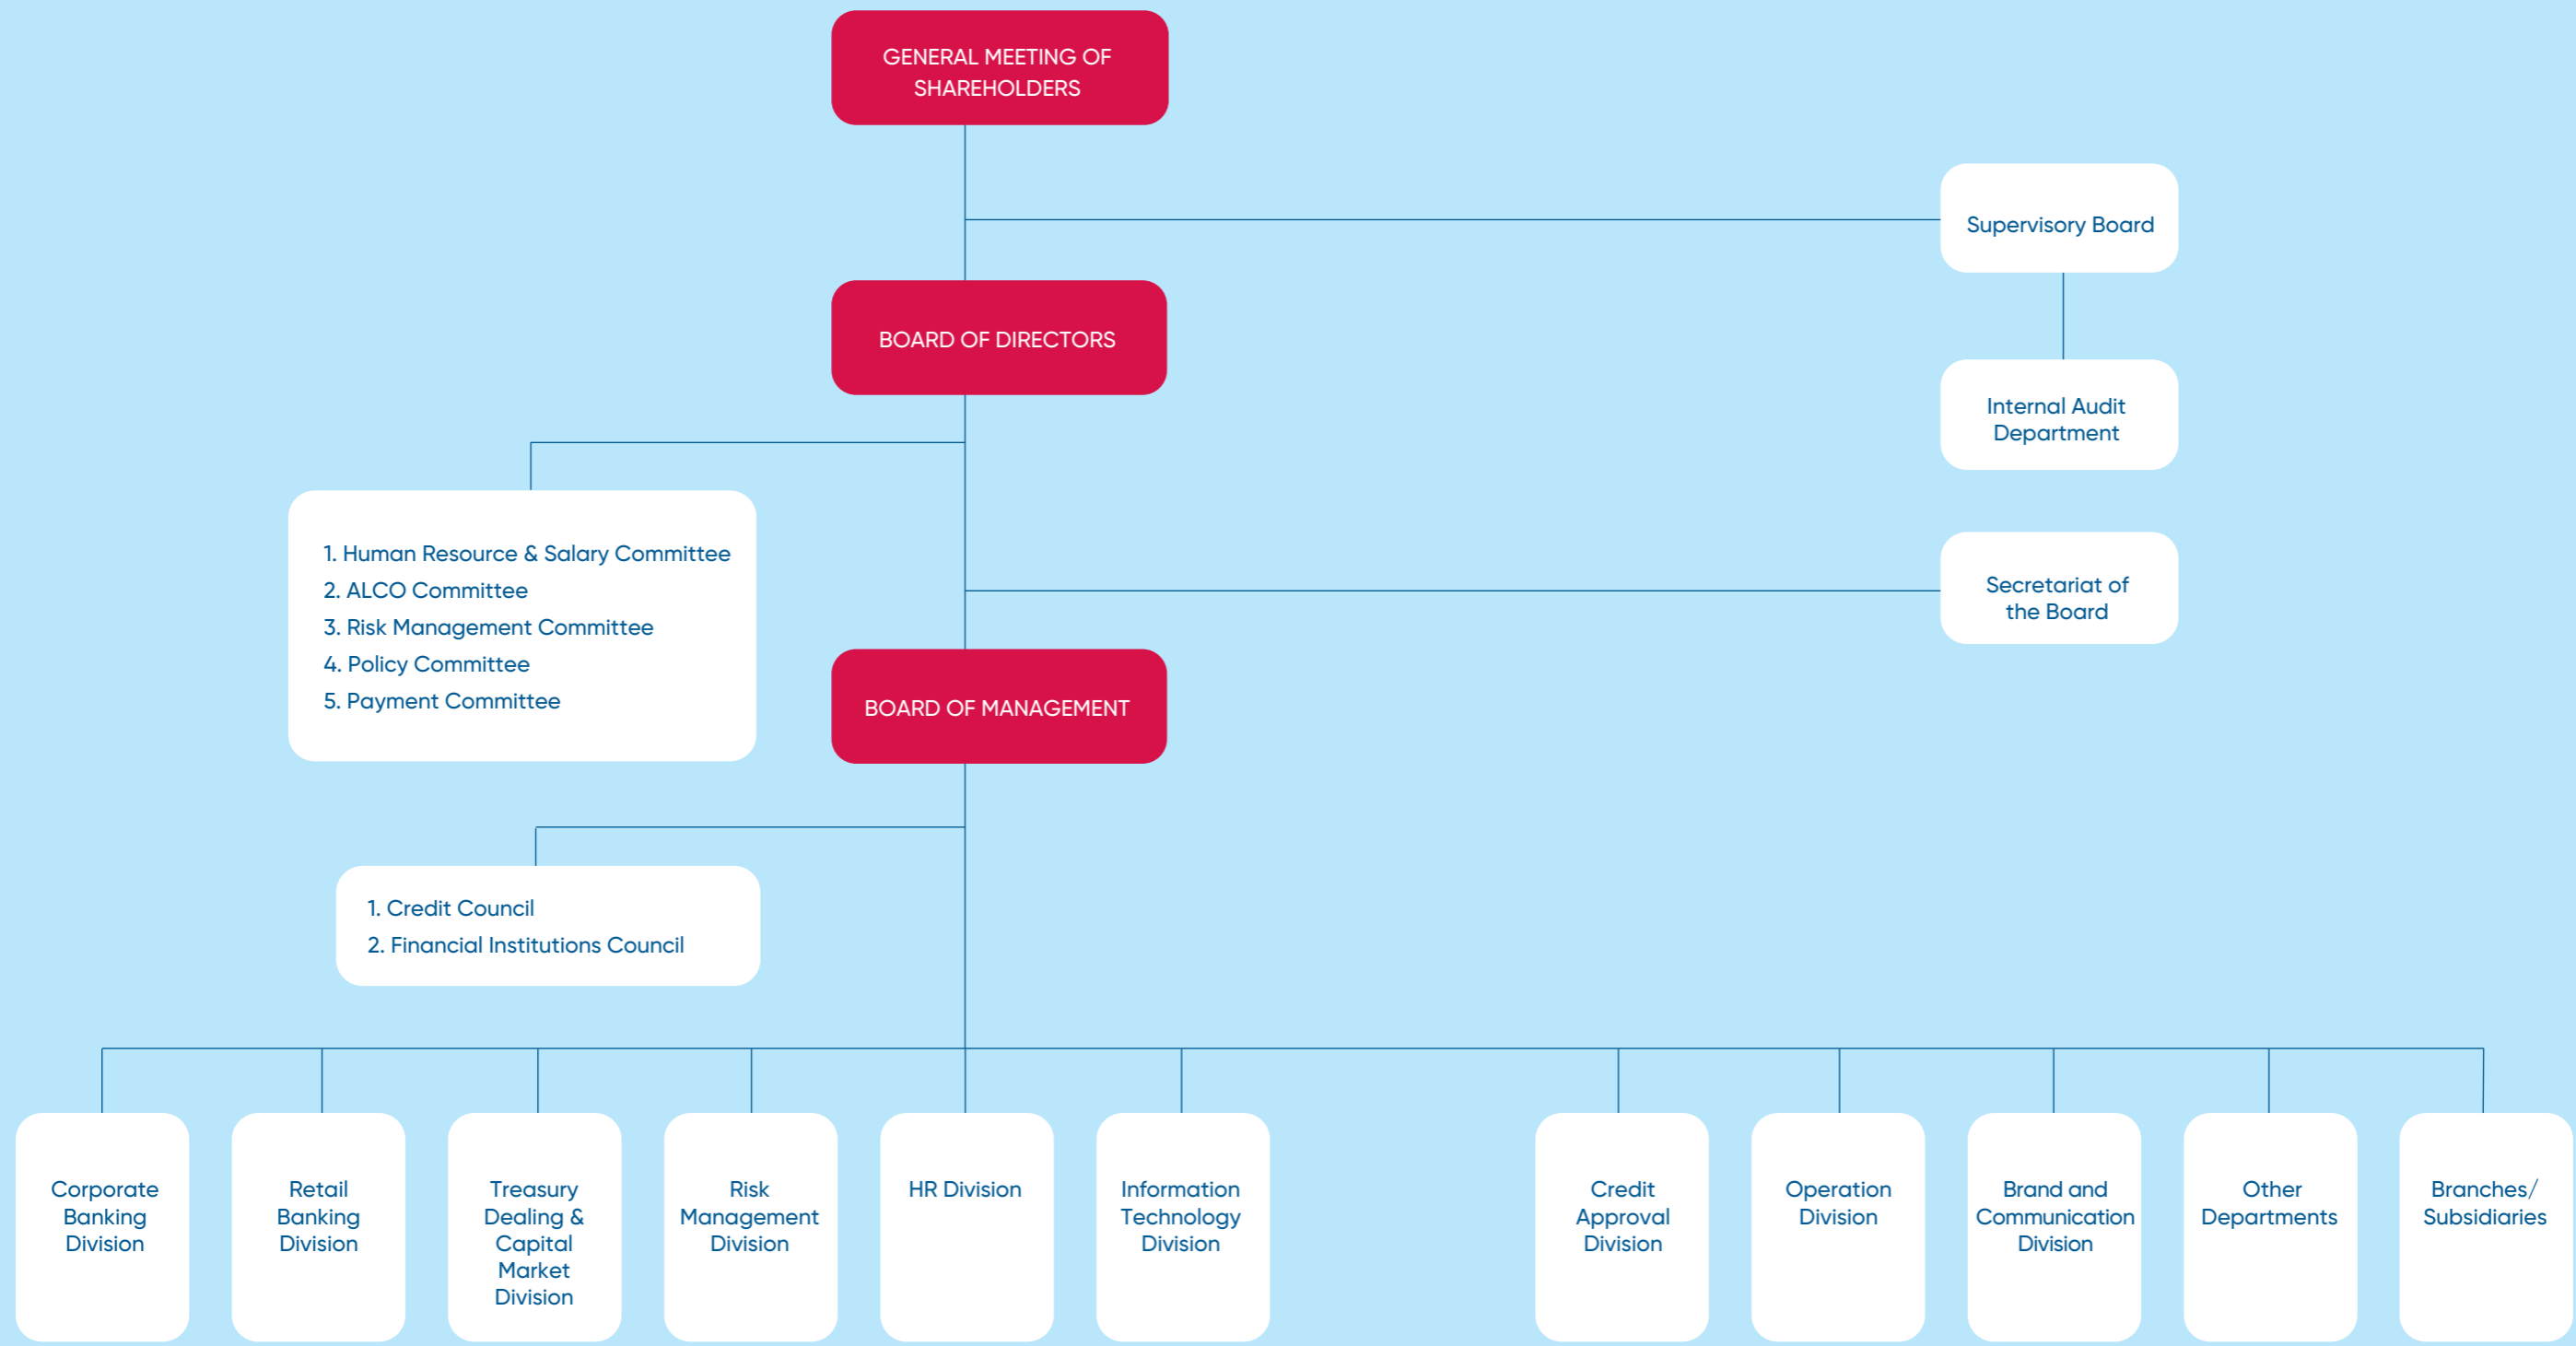 GENERAL MEETING OF
SHAREHOLDERS
Supervisory Board
BOARD OF DIRECTORS
Internal Audit
Department
1. Human Resource & Salary Committee
2. ALCO Committee
3. Risk Management Committee
4. Policy Committee
5. Payment Committee
Secretariat of
the Board
BOARD OF MANAGEMENT
1. Credit Council
2. Financial Institutions Council
Corporate
Banking
Division
Retail
Banking
Division
Treasury
Dealing &
Capital
Market
Division
Risk
Management
Division
HR Division
Information
Technology
Division
Credit
Approval
Division
Operation
Division
Brand and
Communication
Division
Other
Departments
Branches/
Subsidiaries